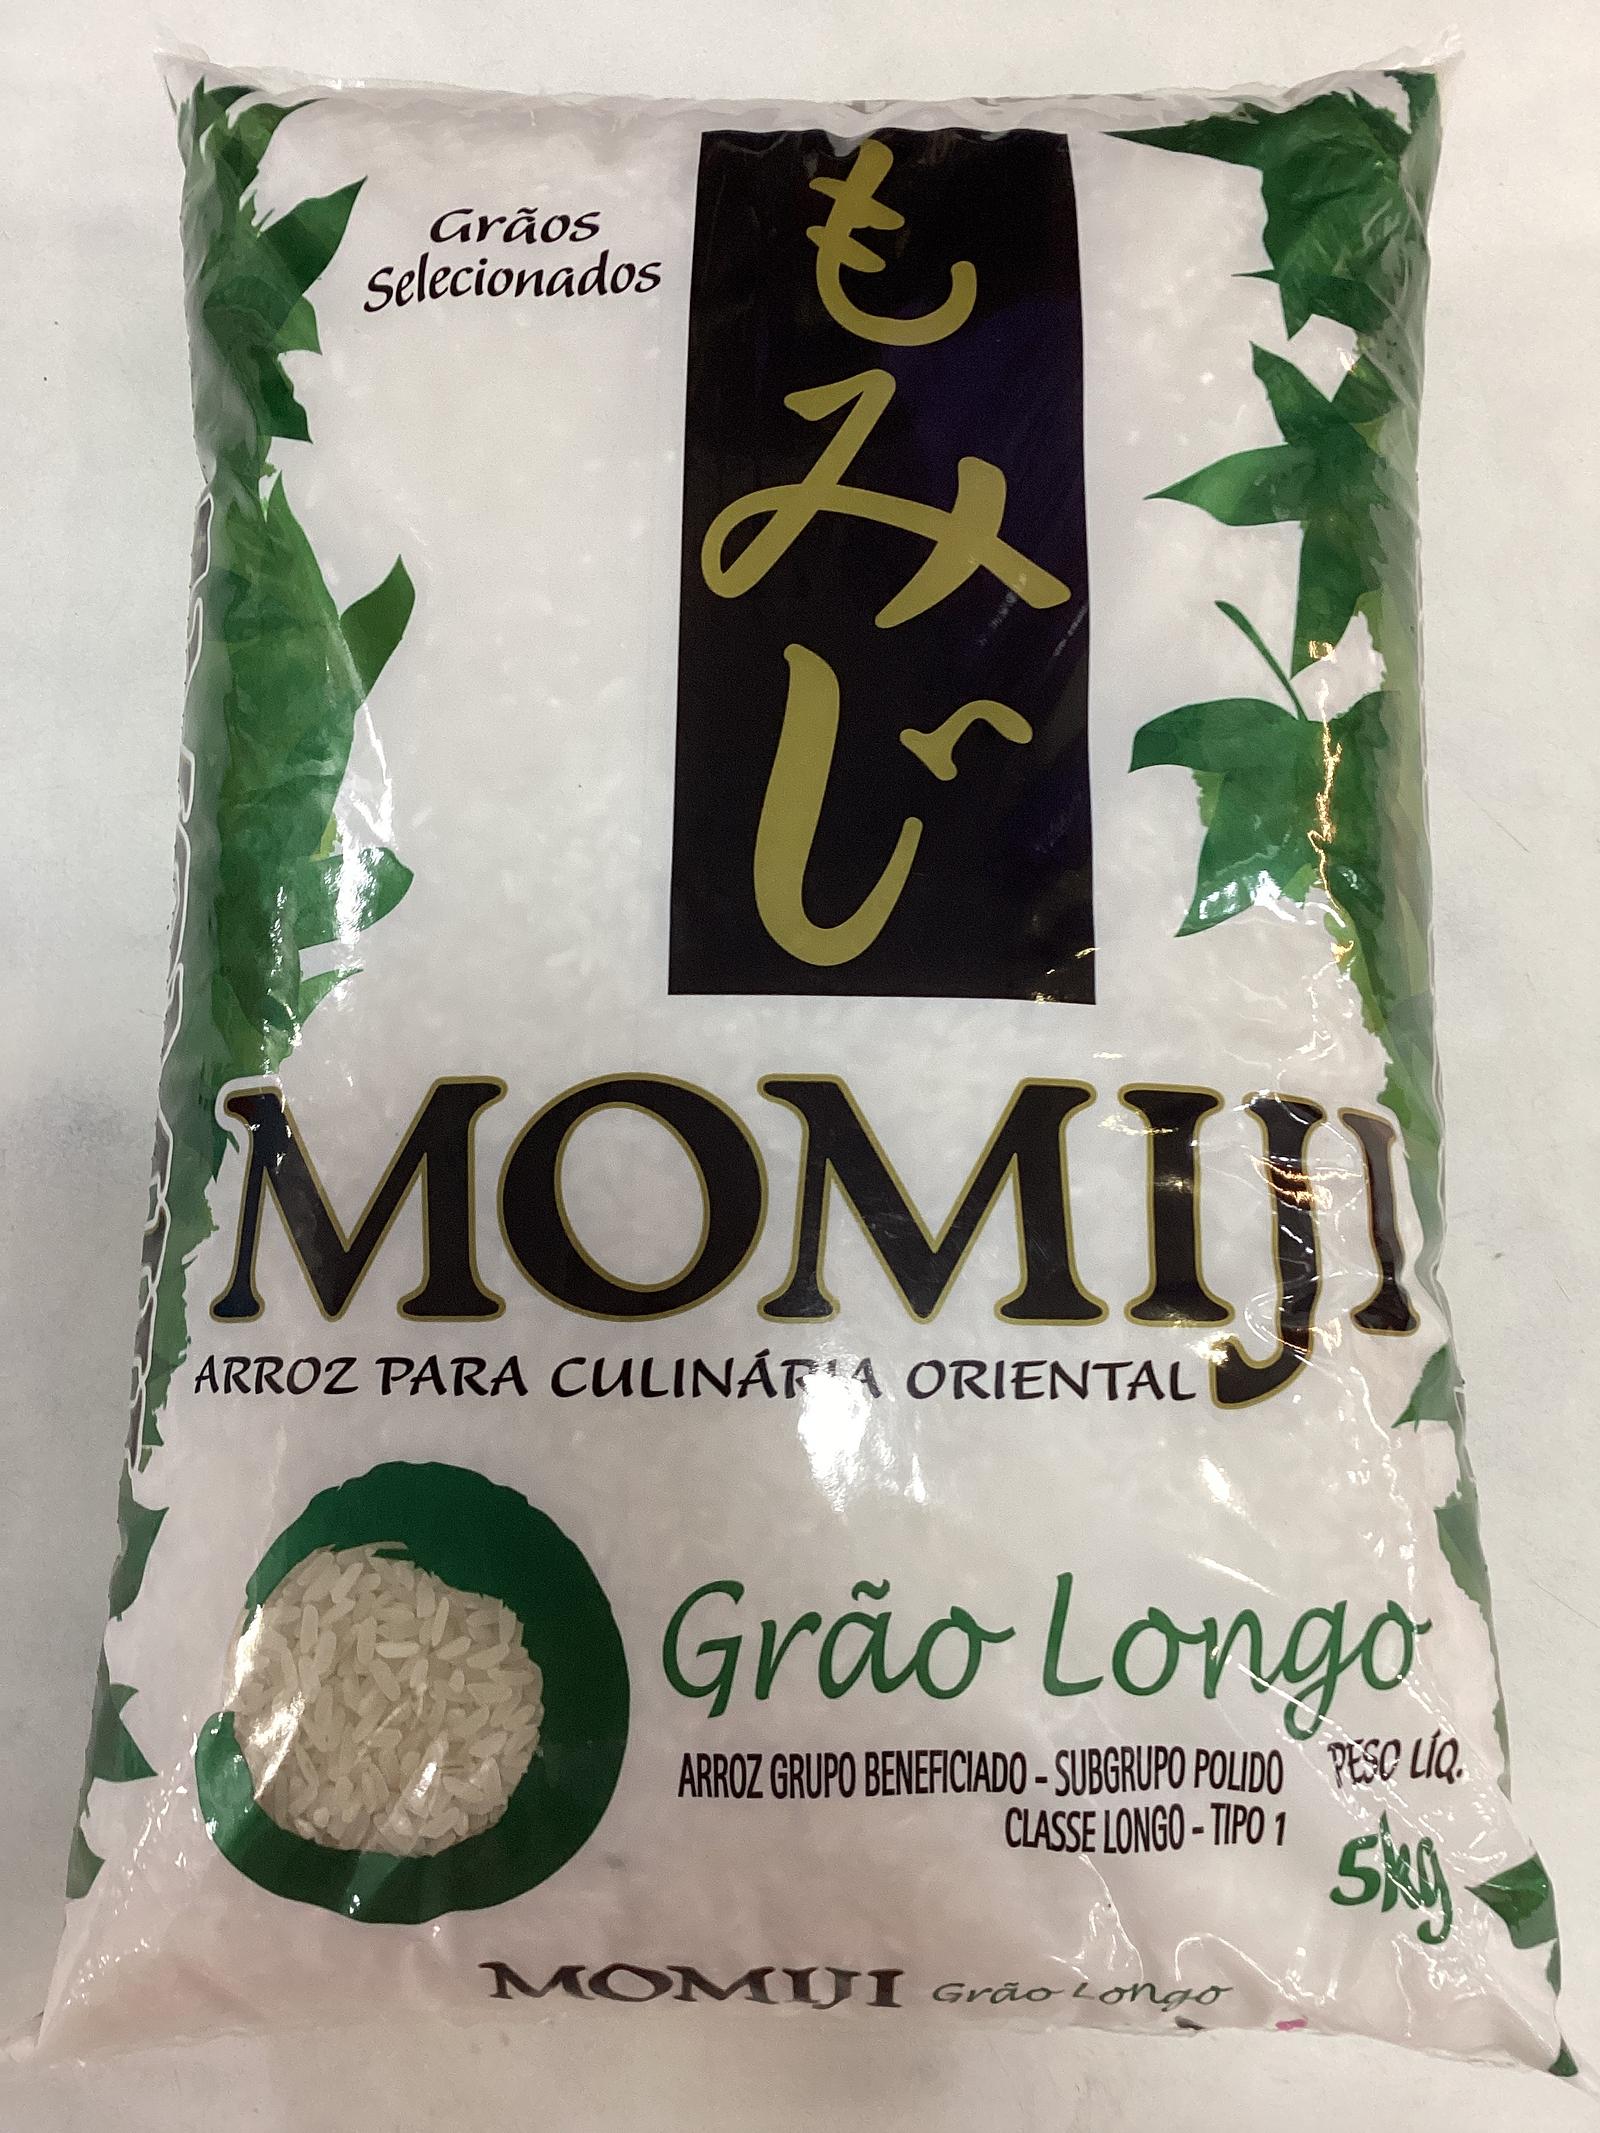 Grãos
Selecionados
もみじ
MOMIJI
ARROZ PARA CULINÁRIA ORIENTAL
Grão Longo
ARROZ GRUPO BENEFICIADO - SUBGRUPO POLIDO
CLASSE LONGO - TIPO 1
PESO LÍQ.
5kg
MOMIJI Grão Longo